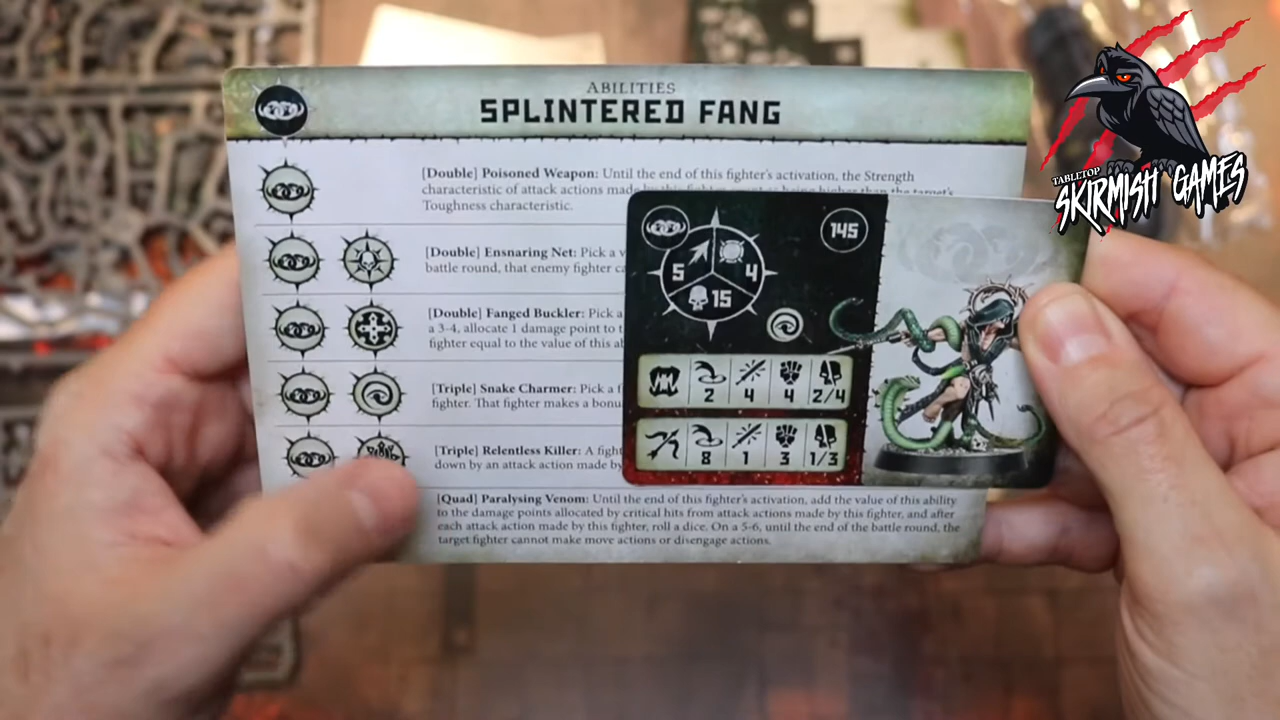 ABILITIES
SPLINTERED FANG
TABLETOP
SKIRMISH GAMES
[Double] Poisoned Weapon: Until the end of this fighter's activation, the Strength
characteristic of attack actions made
Toughness characteristic.
[Double] Ensnaring Net: Pick a
battle round, that enemy fighter
[Double] Fanged Buckler: Pick a
a 3-4, allocate 1 damage point to
fighter equal to the value of this
[Triple] Snake Charmer: Pick a
fighter. That fighter makes a
[Triple] Relentless Killer: A
down by an attack action made by
[Quad] Paralysing Venom: Until the end of this fighter's activation, add the value of this ability
to the damage points allocated by critical hits from attack actions made by this fighter, and after
each attack action made by this fighter, roll a dice. On a 5-6, until the end of the battle round, the
target fighter cannot make move actions or disengage actions.
145
5 4
15
2 4 4 2/4
8 1 3 1/3